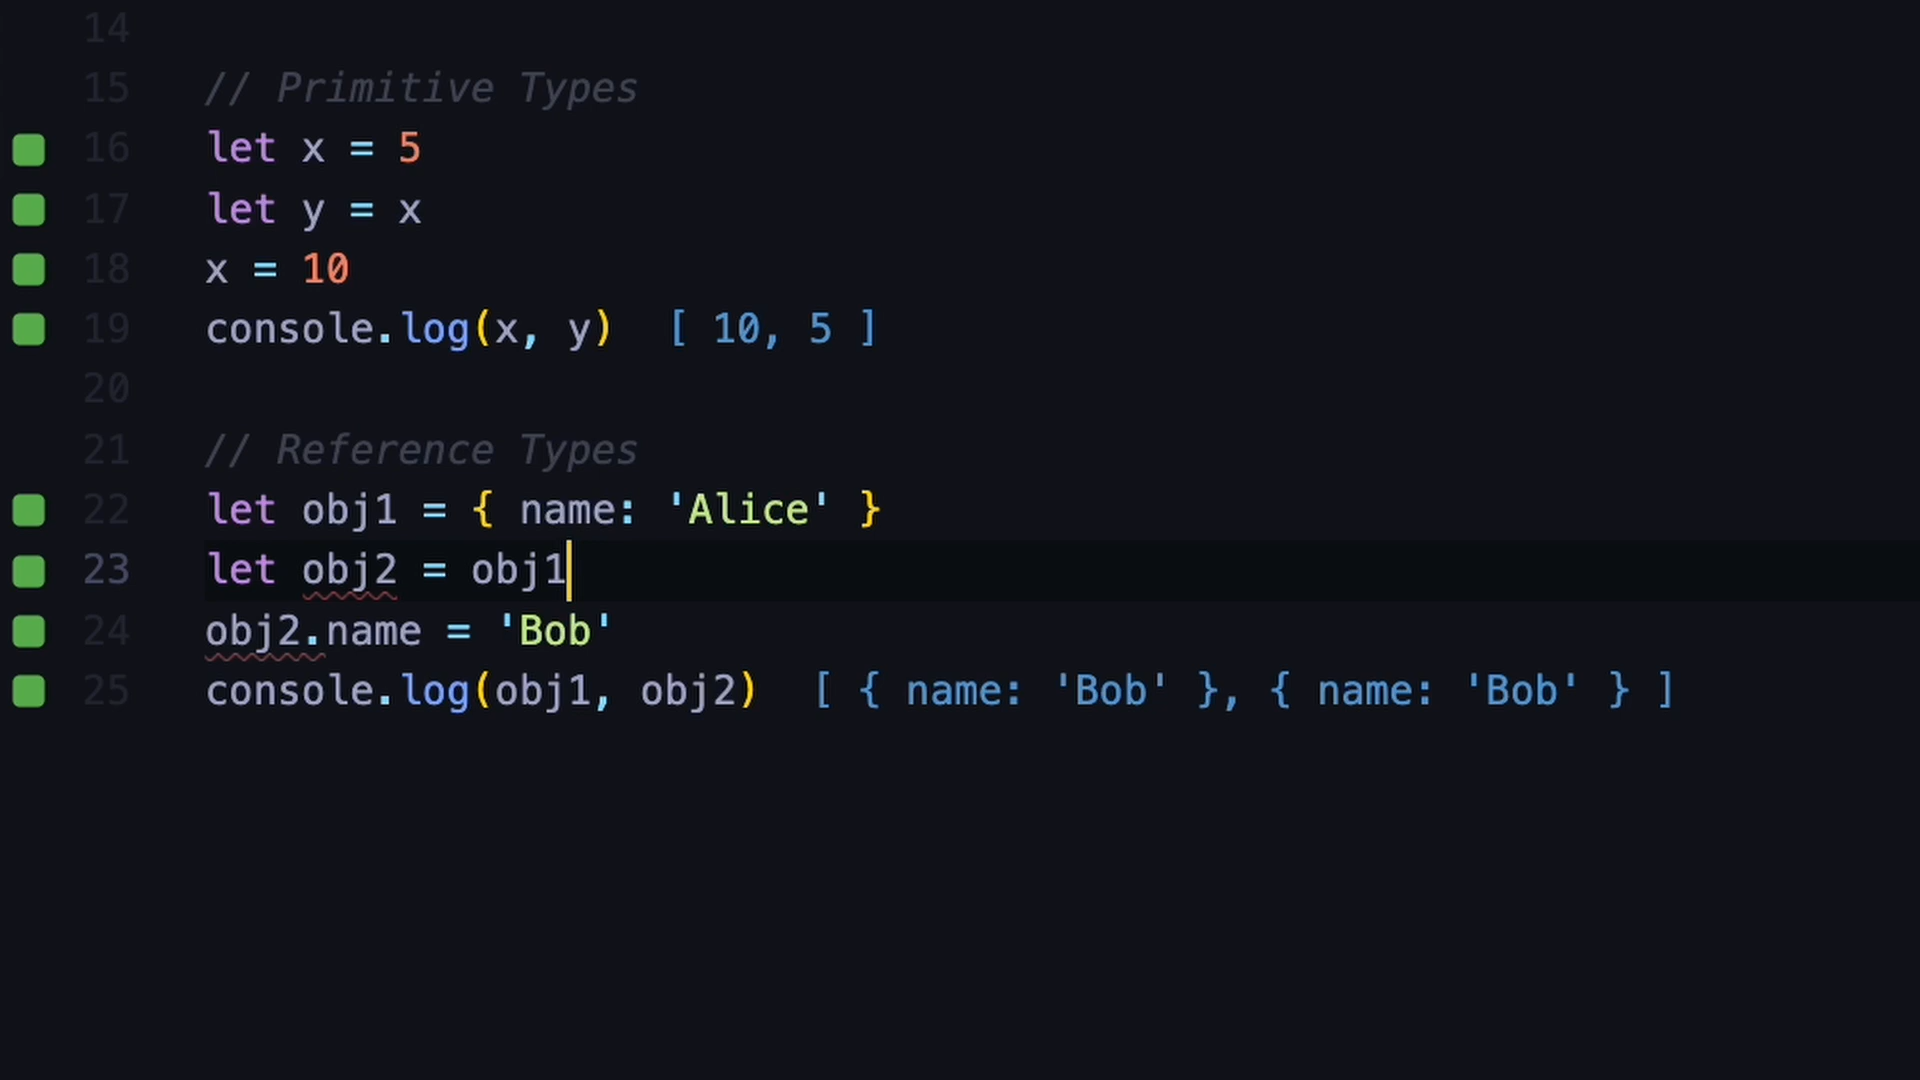 14
15 // Primitive Types
16 let x = 5
17 let y = x
18 x = 10
19 console.log(x, y) [ 10, 5 ]
20
21 // Reference Types
22 let obj1 = { name: 'Alice' }
23 let obj2 = obj1
24 obj2.name = 'Bob'
25 console.log(obj1, obj2) [ { name: 'Bob' }, { name: 'Bob' } ]